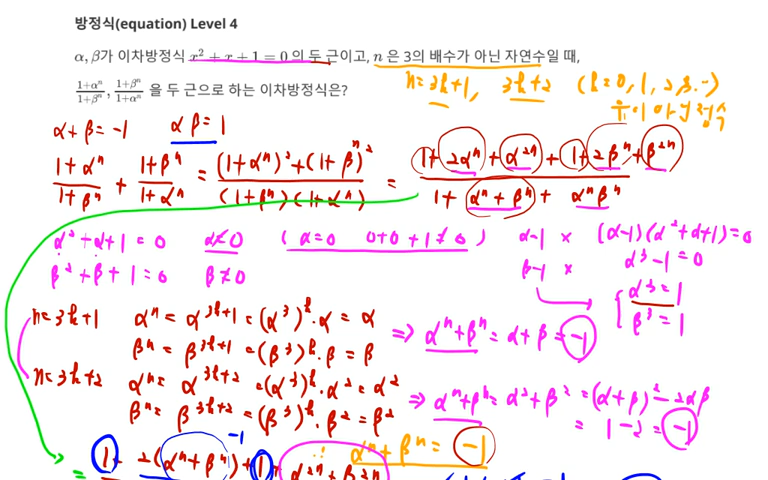 방정식(equation) Level 4
α, β가 이차방정식 x² + x + 1 = 0 의 두 근이고, n 은 3의 배수가 아닌 자연수일 때,
(1+αⁿ)/(1+βⁿ), (1+βⁿ)/(1+αⁿ) 을 두 근으로 하는 이차방정식은?
n=3k+1, 3k+2 (k=0, 1, 2, 3, ..)
음이 아닌 정수
α+β=-1 αβ=1
(1+αⁿ)/(1+βⁿ) + (1+βⁿ)/(1+αⁿ) = ((1+αⁿ)²+(1+βⁿ)²)/((1+βⁿ)(1+αⁿ)) = (1+2αⁿ+α²ⁿ+1+2βⁿ+β²ⁿ)/(1+αⁿ+βⁿ+αⁿβⁿ)
α²+α+1=0 α≠0 (α=0 0+0+1≠0) α-1 × (α-1)(α²+α+1)=0
β²+β+1=0 β≠0 β-1 × α³-1=0
α³=1
β³=1
n=3k+1 αⁿ=α³ᵏ⁺¹=(α³)ᵏ·α=α
βⁿ=β³ᵏ⁺¹=(β³)ᵏ·β=β
⇒ αⁿ+βⁿ=α+β=-1
n=3k+2 αⁿ=α³ᵏ⁺²=(α³)ᵏ·α²=α²
βⁿ=β³ᵏ⁺²=(β³)ᵏ·β²=β²
⇒ αⁿ+βⁿ=α²+β²=(α+β)²-2αβ
=1-2=-1
∴ αⁿ+βⁿ=-1
-1
= 1+2(αⁿ+βⁿ)+1+α²ⁿ+β²ⁿ